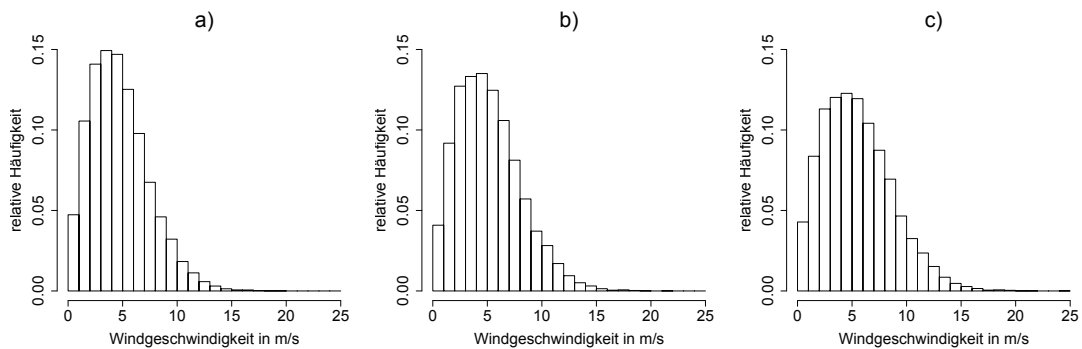 a)
relative Häufigkeit
0.00 0.05 0.10 0.15
0 5 10 15 20 25
Windgeschwindigkeit in m/s
b)
relative Häufigkeit
0.00 0.05 0.10 0.15
0 5 10 15 20 25
Windgeschwindigkeit in m/s
c)
relative Häufigkeit
0.00 0.05 0.10 0.15
0 5 10 15 20 25
Windgeschwindigkeit in m/s